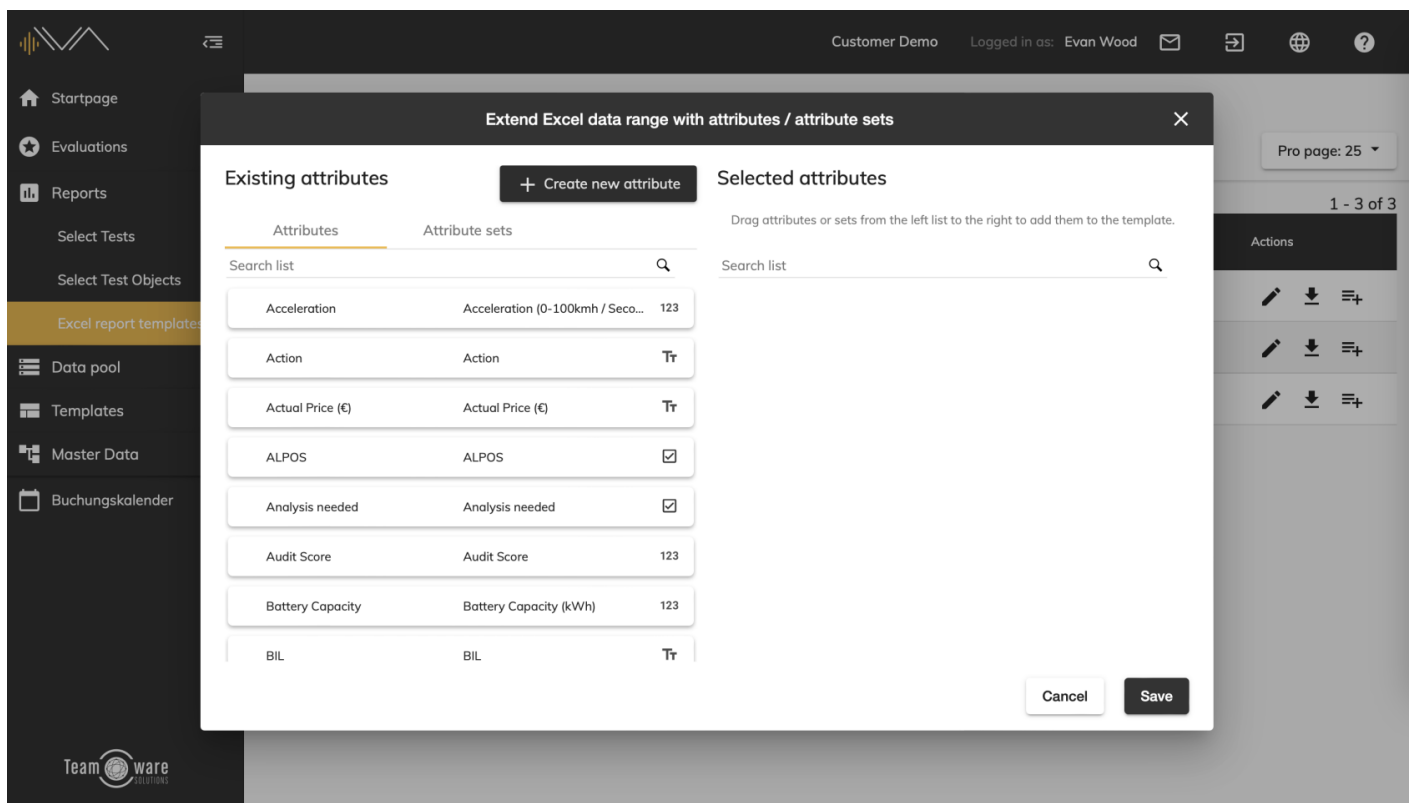 Customer Demo Logged in as: Evan Wood
Startpage
Evaluations
Reports
Select Tests
Select Test Objects
Excel report templates
Data pool
Templates
Master Data
Buchungskalender
Team ware
SOLUTIONS
Extend Excel data range with attributes / attribute sets
Existing attributes
+ Create new attribute
Attributes Attribute sets
Search list
Acceleration Acceleration (0-100kmh / Seco... 123
Action Action Tт
Actual Price (€) Actual Price (€) Tт
ALPOS ALPOS
Analysis needed Analysis needed
Audit Score Audit Score 123
Battery Capacity Battery Capacity (kWh) 123
BIL BIL Tт
Selected attributes
Drag attributes or sets from the left list to the right to add them to the template.
Search list
Cancel Save
Pro page: 25
1 - 3 of 3
Actions